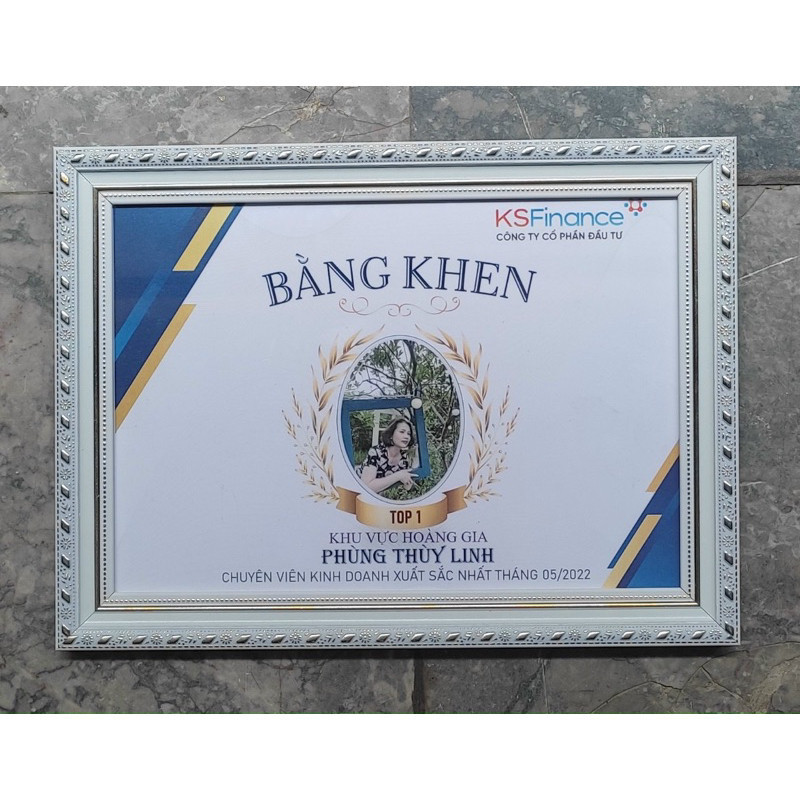 KSFinance
CÔNG TY CỔ PHẦN ĐẦU TƯ
BẰNG KHEN
TOP 1
KHU VỰC HOÀNG GIA
PHÙNG THÙY LINH
CHUYÊN VIÊN KINH DOANH XUẤT SẮC NHẤT THÁNG 05/2022